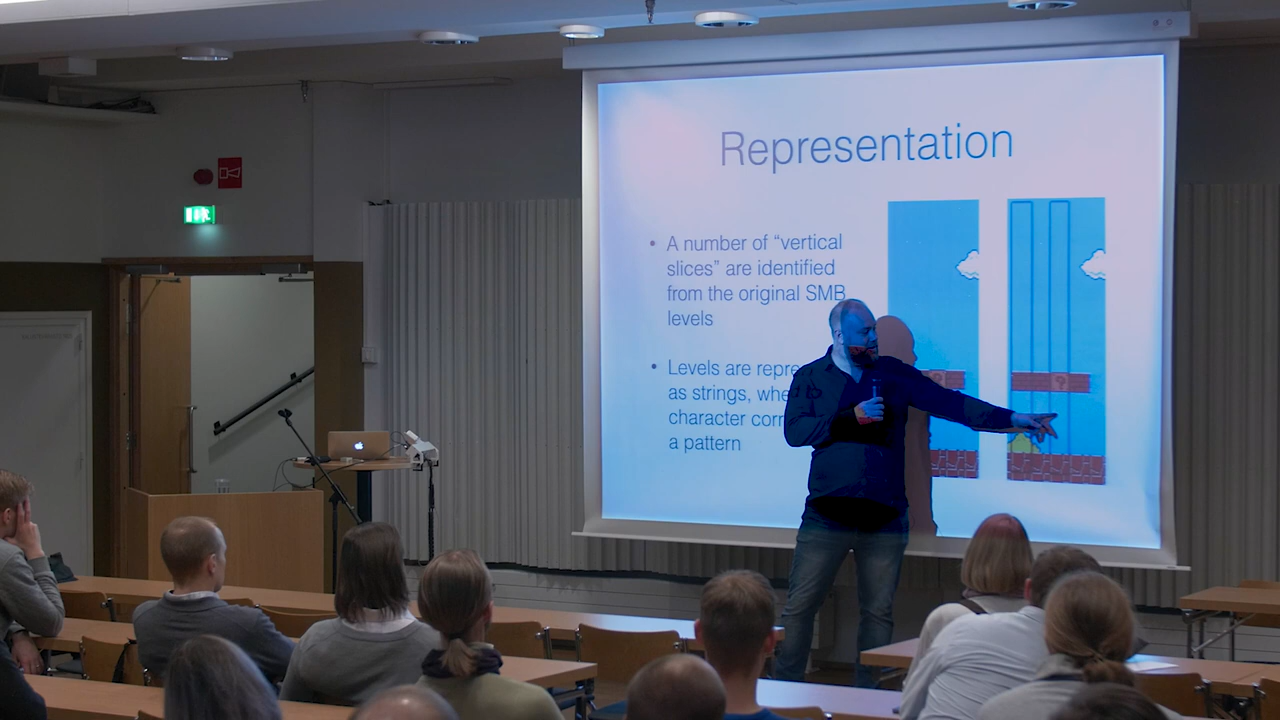 Representation
• A number of “vertical
slices” are identified
from the original SMB
levels
• Levels are repre
as strings, whe
character corr
a pattern
?
?